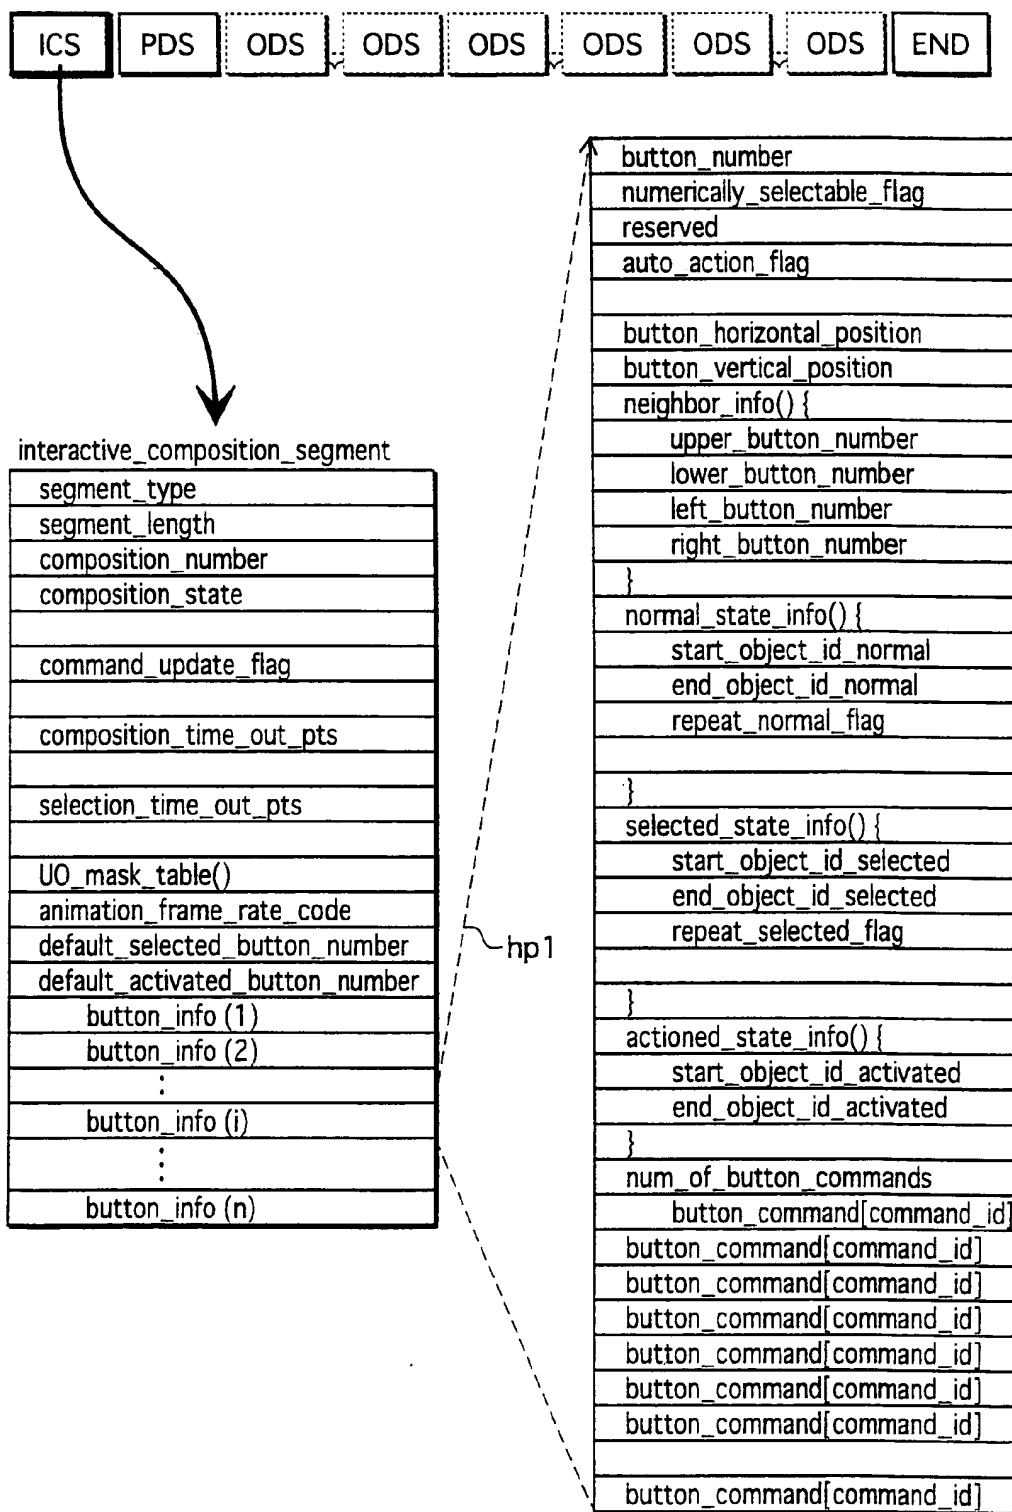 ICS PDS ODS ODS ODS ODS ODS ODS END
interactive_composition_segment
segment_type
segment_length
composition_number
composition_state
command_update_flag
composition_time_out_pts
selection_time_out_pts
UO_mask_table()
animation_frame_rate_code
default_selected_button_number
default_activated_button_number
button_info (1)
button_info (2)
⋮
button_info (i)
⋮
button_info (n)
hp1
button_number
numerically_selectable_flag
reserved
auto_action_flag
button_horizontal_position
button_vertical_position
neighbor_info() {
upper_button_number
lower_button_number
left_button_number
right_button_number
}
normal_state_info() {
start_object_id_normal
end_object_id_normal
repeat_normal_flag
}
selected_state_info() {
start_object_id_selected
end_object_id_selected
repeat_selected_flag
}
actioned_state_info() {
start_object_id_activated
end_object_id_activated
}
num_of_button_commands
button_command[command_id]
button_command[command_id]
button_command[command_id]
button_command[command_id]
button_command[command_id]
button_command[command_id]
button_command[command_id]
button_command[command_id]